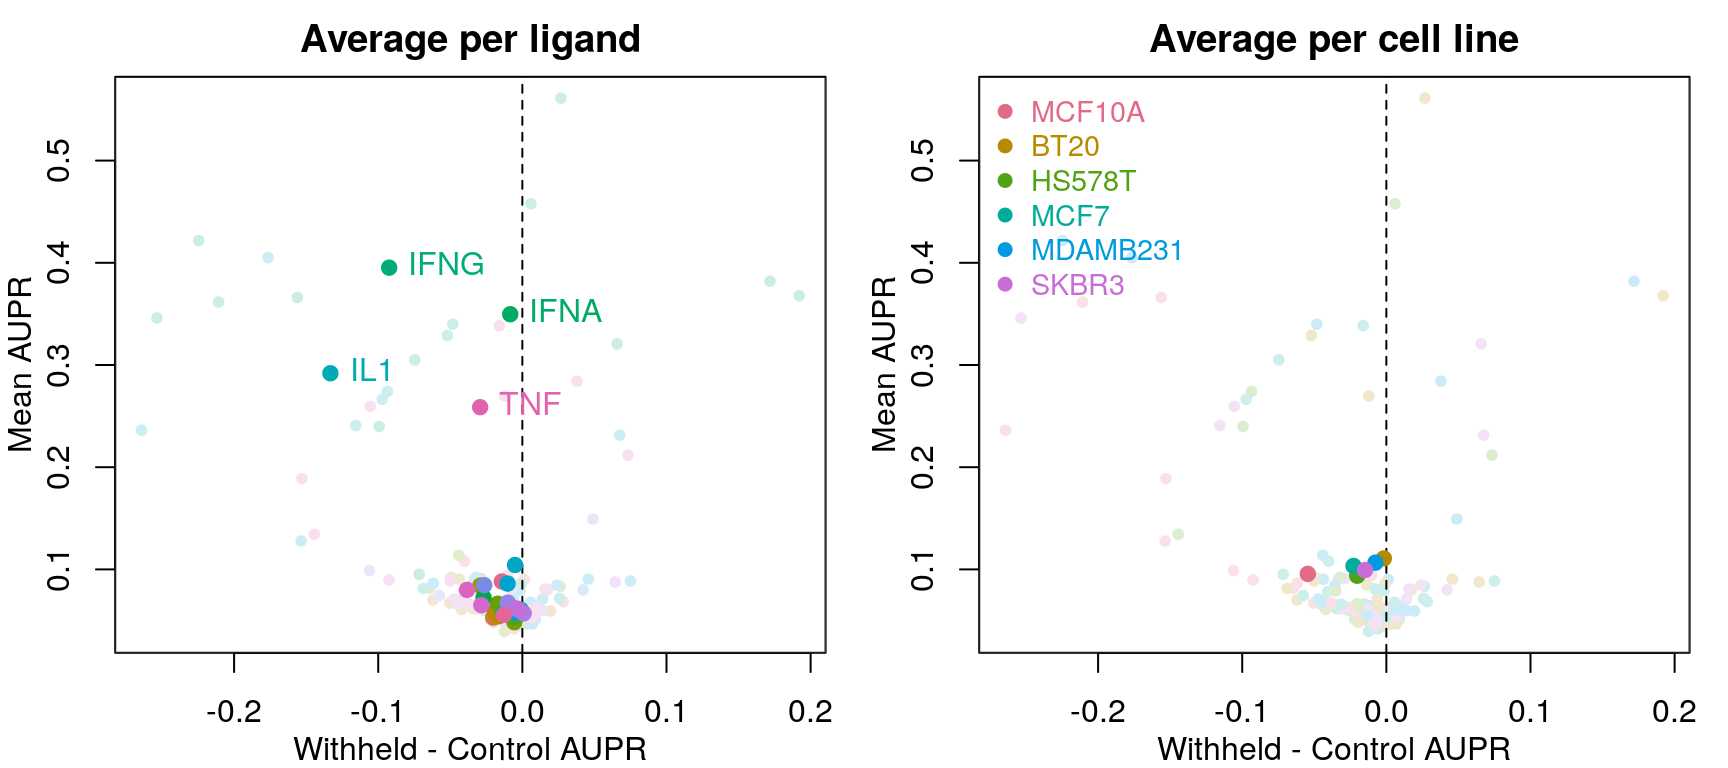 Average per ligand
Mean AUPR
0.5
0.4
0.3
0.2
0.1
IFNG
IFNA
IL1
TNF
-0.2 -0.1 0.0 0.1 0.2
Withheld - Control AUPR
Average per cell line
Mean AUPR
0.5
0.4
0.3
0.2
0.1
MCF10A
BT20
HS578T
MCF7
MDAMB231
SKBR3
-0.2 -0.1 0.0 0.1 0.2
Withheld - Control AUPR